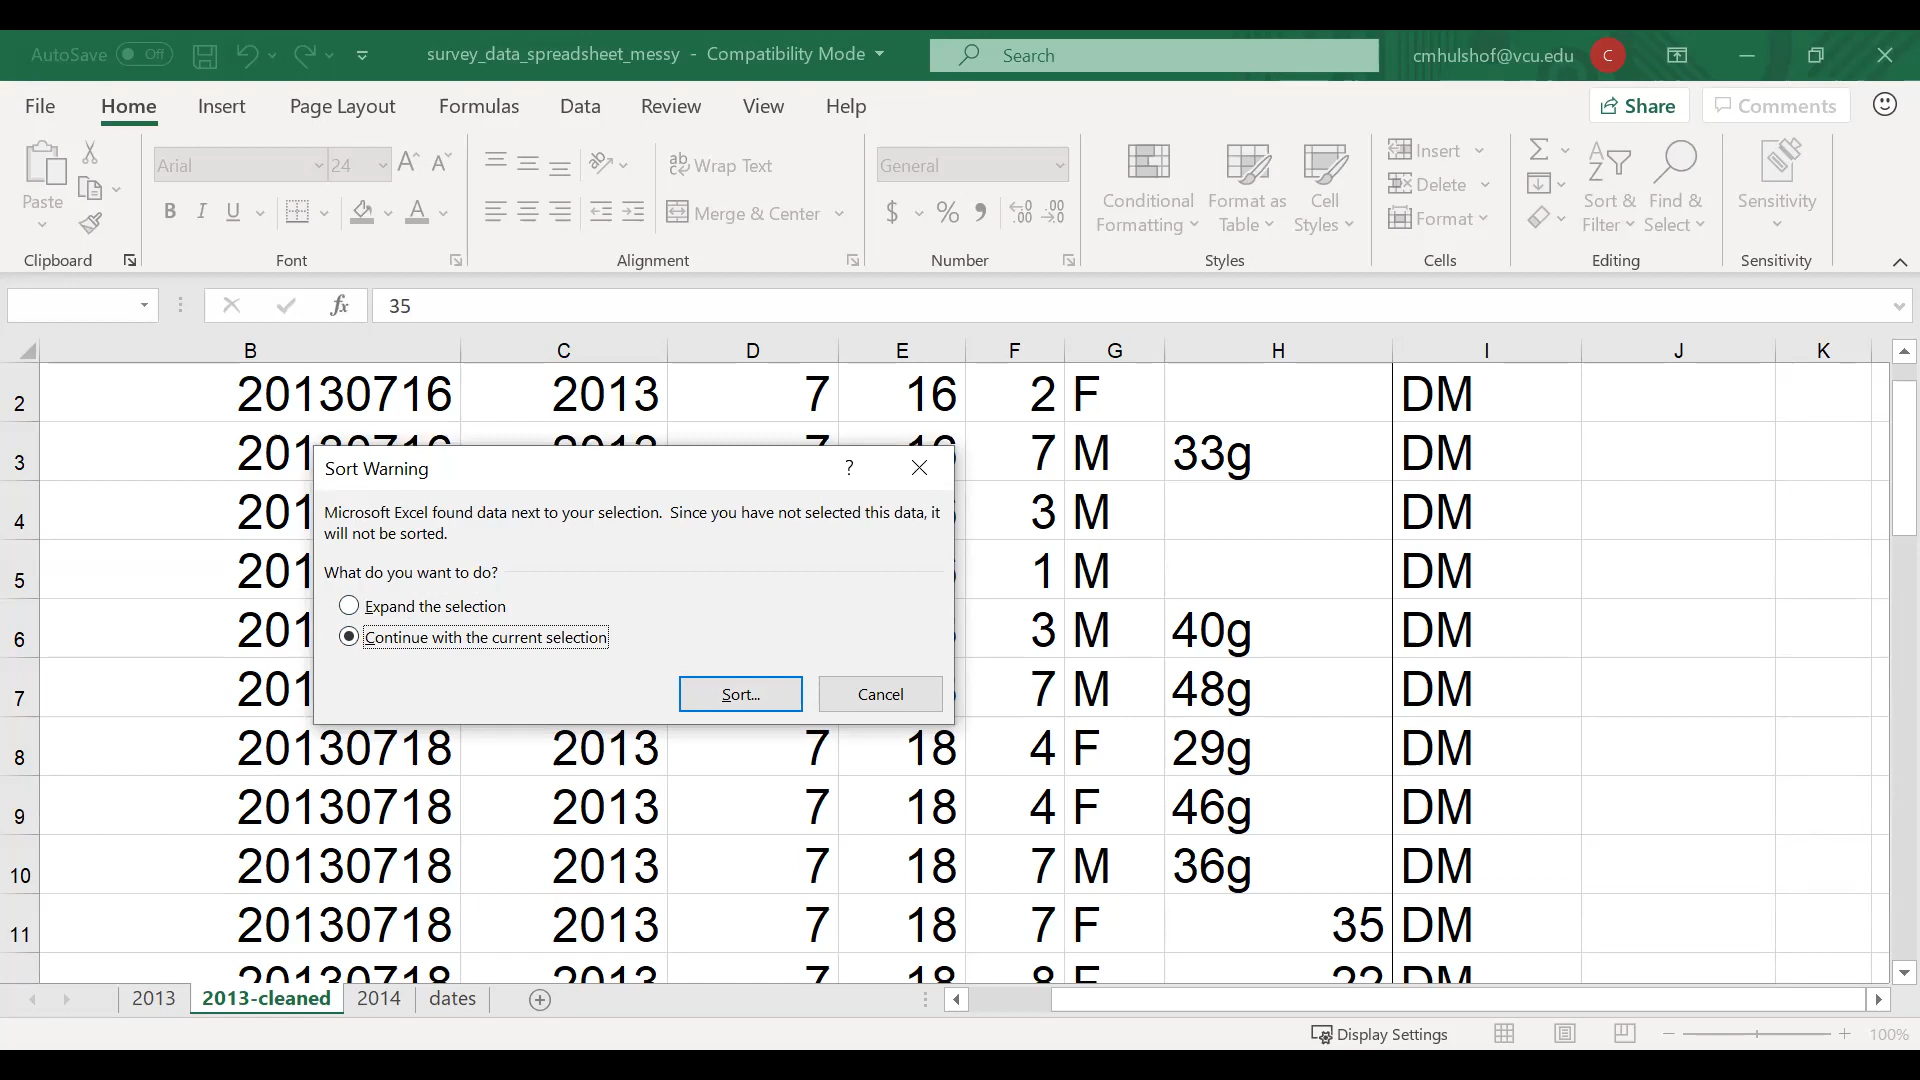 AutoSave Off survey_data_spreadsheet_messy - Compatibility Mode Search cmhulshof@vcu.edu C
File Home Insert Page Layout Formulas Data Review View Help Share Comments
Paste
Arial 24
B I U A
ab Wrap Text
Merge & Center
General
$ %
Conditional Formatting
Format as Table
Cell Styles
Insert
Delete
Format
Sort & Filter
Find & Select
Sensitivity
Clipboard Font Alignment Number Styles Cells Editing Sensitivity
fx 35
B C D E F G H I J K
2 20130716 2013 7 16 2 F DM
3 7 M 33g DM
4 3 M DM
5 1 M DM
6 3 M 40g DM
7 7 M 48g DM
Sort Warning ?
Microsoft Excel found data next to your selection. Since you have not selected this data, it
will not be sorted.
What do you want to do?
Expand the selection
Continue with the current selection
Sort... Cancel
8 20130718 2013 7 18 4 F 29g DM
9 20130718 2013 7 18 4 F 46g DM
10 20130718 2013 7 18 7 M 36g DM
11 20130718 2013 7 18 7 F 35 DM
2013 2013-cleaned 2014 dates
Display Settings 100%